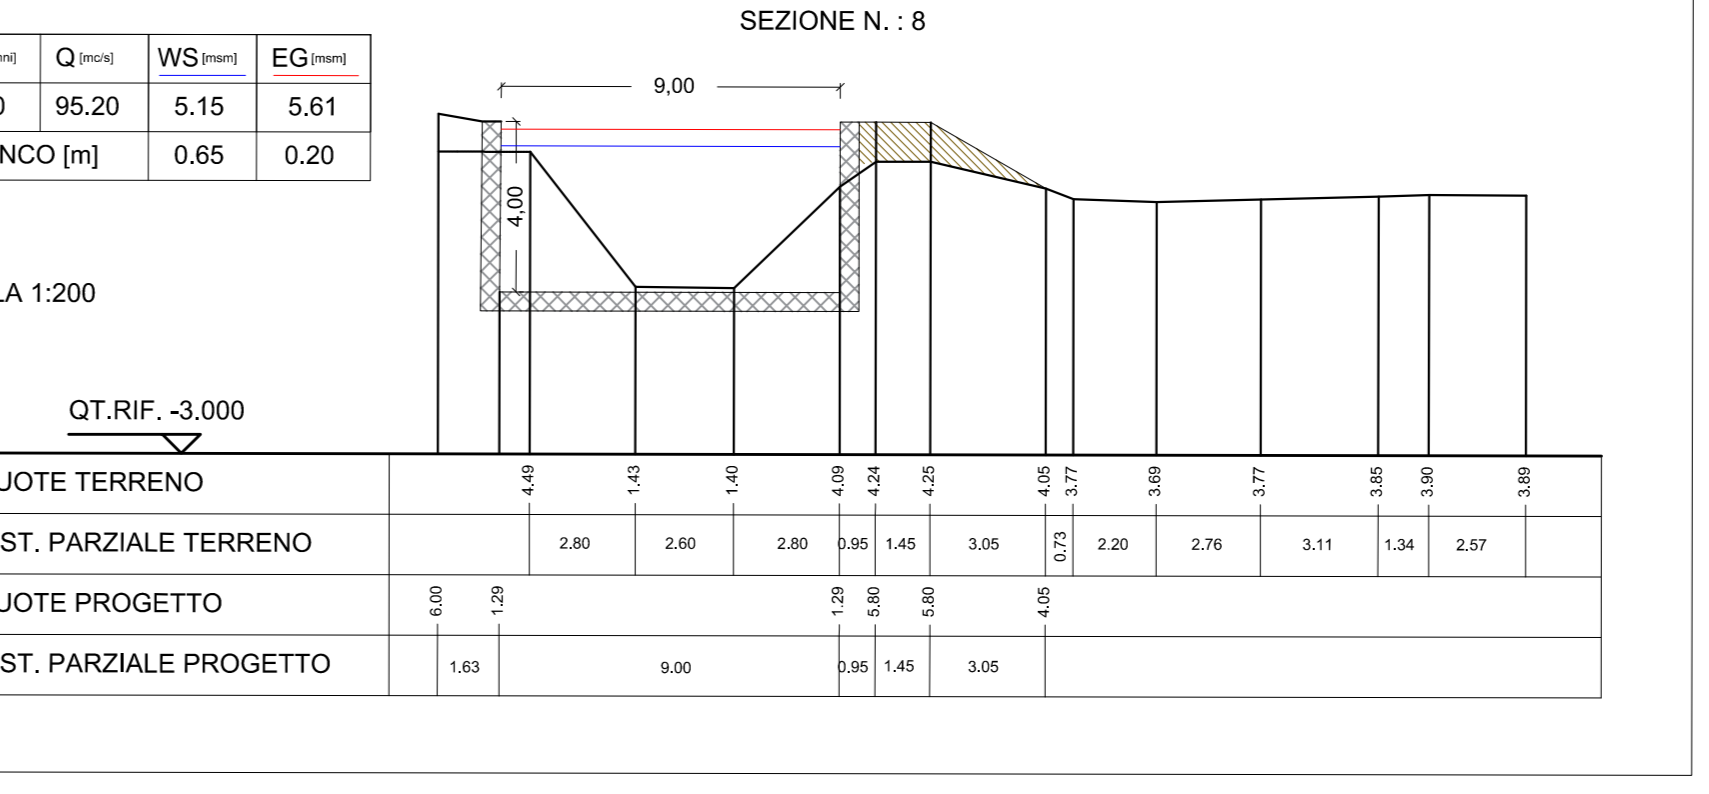 SEZIONE N. : 8
nni] Q [mc/s] WS [msm] EG [msm]
0 95.20 5.15 5.61
NCO [m] 0.65 0.20
9,00
4,00
LA 1:200
QT.RIF. -3.000
UOTE TERRENO 4.49 1.43 1.40 4.09 4.24 4.25 4.05 3.77 3.69 3.77 3.85 3.90 3.89
ST. PARZIALE TERRENO 2.80 2.60 2.80 0.95 1.45 3.05 0.73 2.20 2.76 3.11 1.34 2.57
UOTE PROGETTO 6.00 1.29 1.29 5.80 5.80 4.05
ST. PARZIALE PROGETTO 1.63 9.00 0.95 1.45 3.05